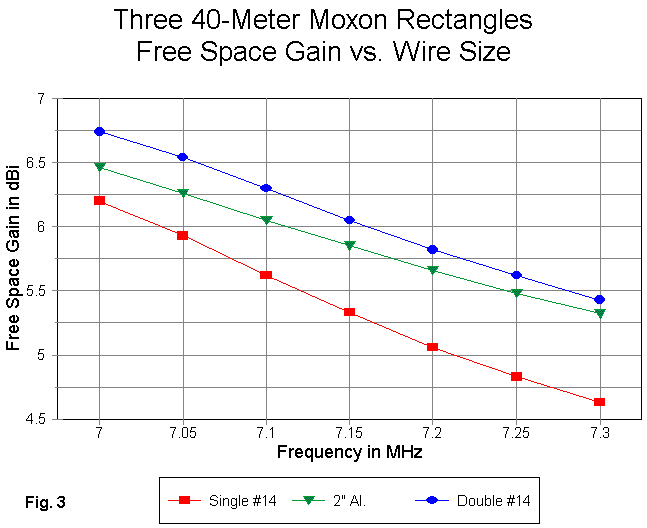 Three 40-Meter Moxon Rectangles
Free Space Gain vs. Wire Size
7
6.5
6
5.5
5
4.5
Free Space Gain in dBi
7
7.05
7.1
7.15
7.2
7.25
7.3
Frequency in MHz
Fig. 3
Single #14
2" Al.
Double #14